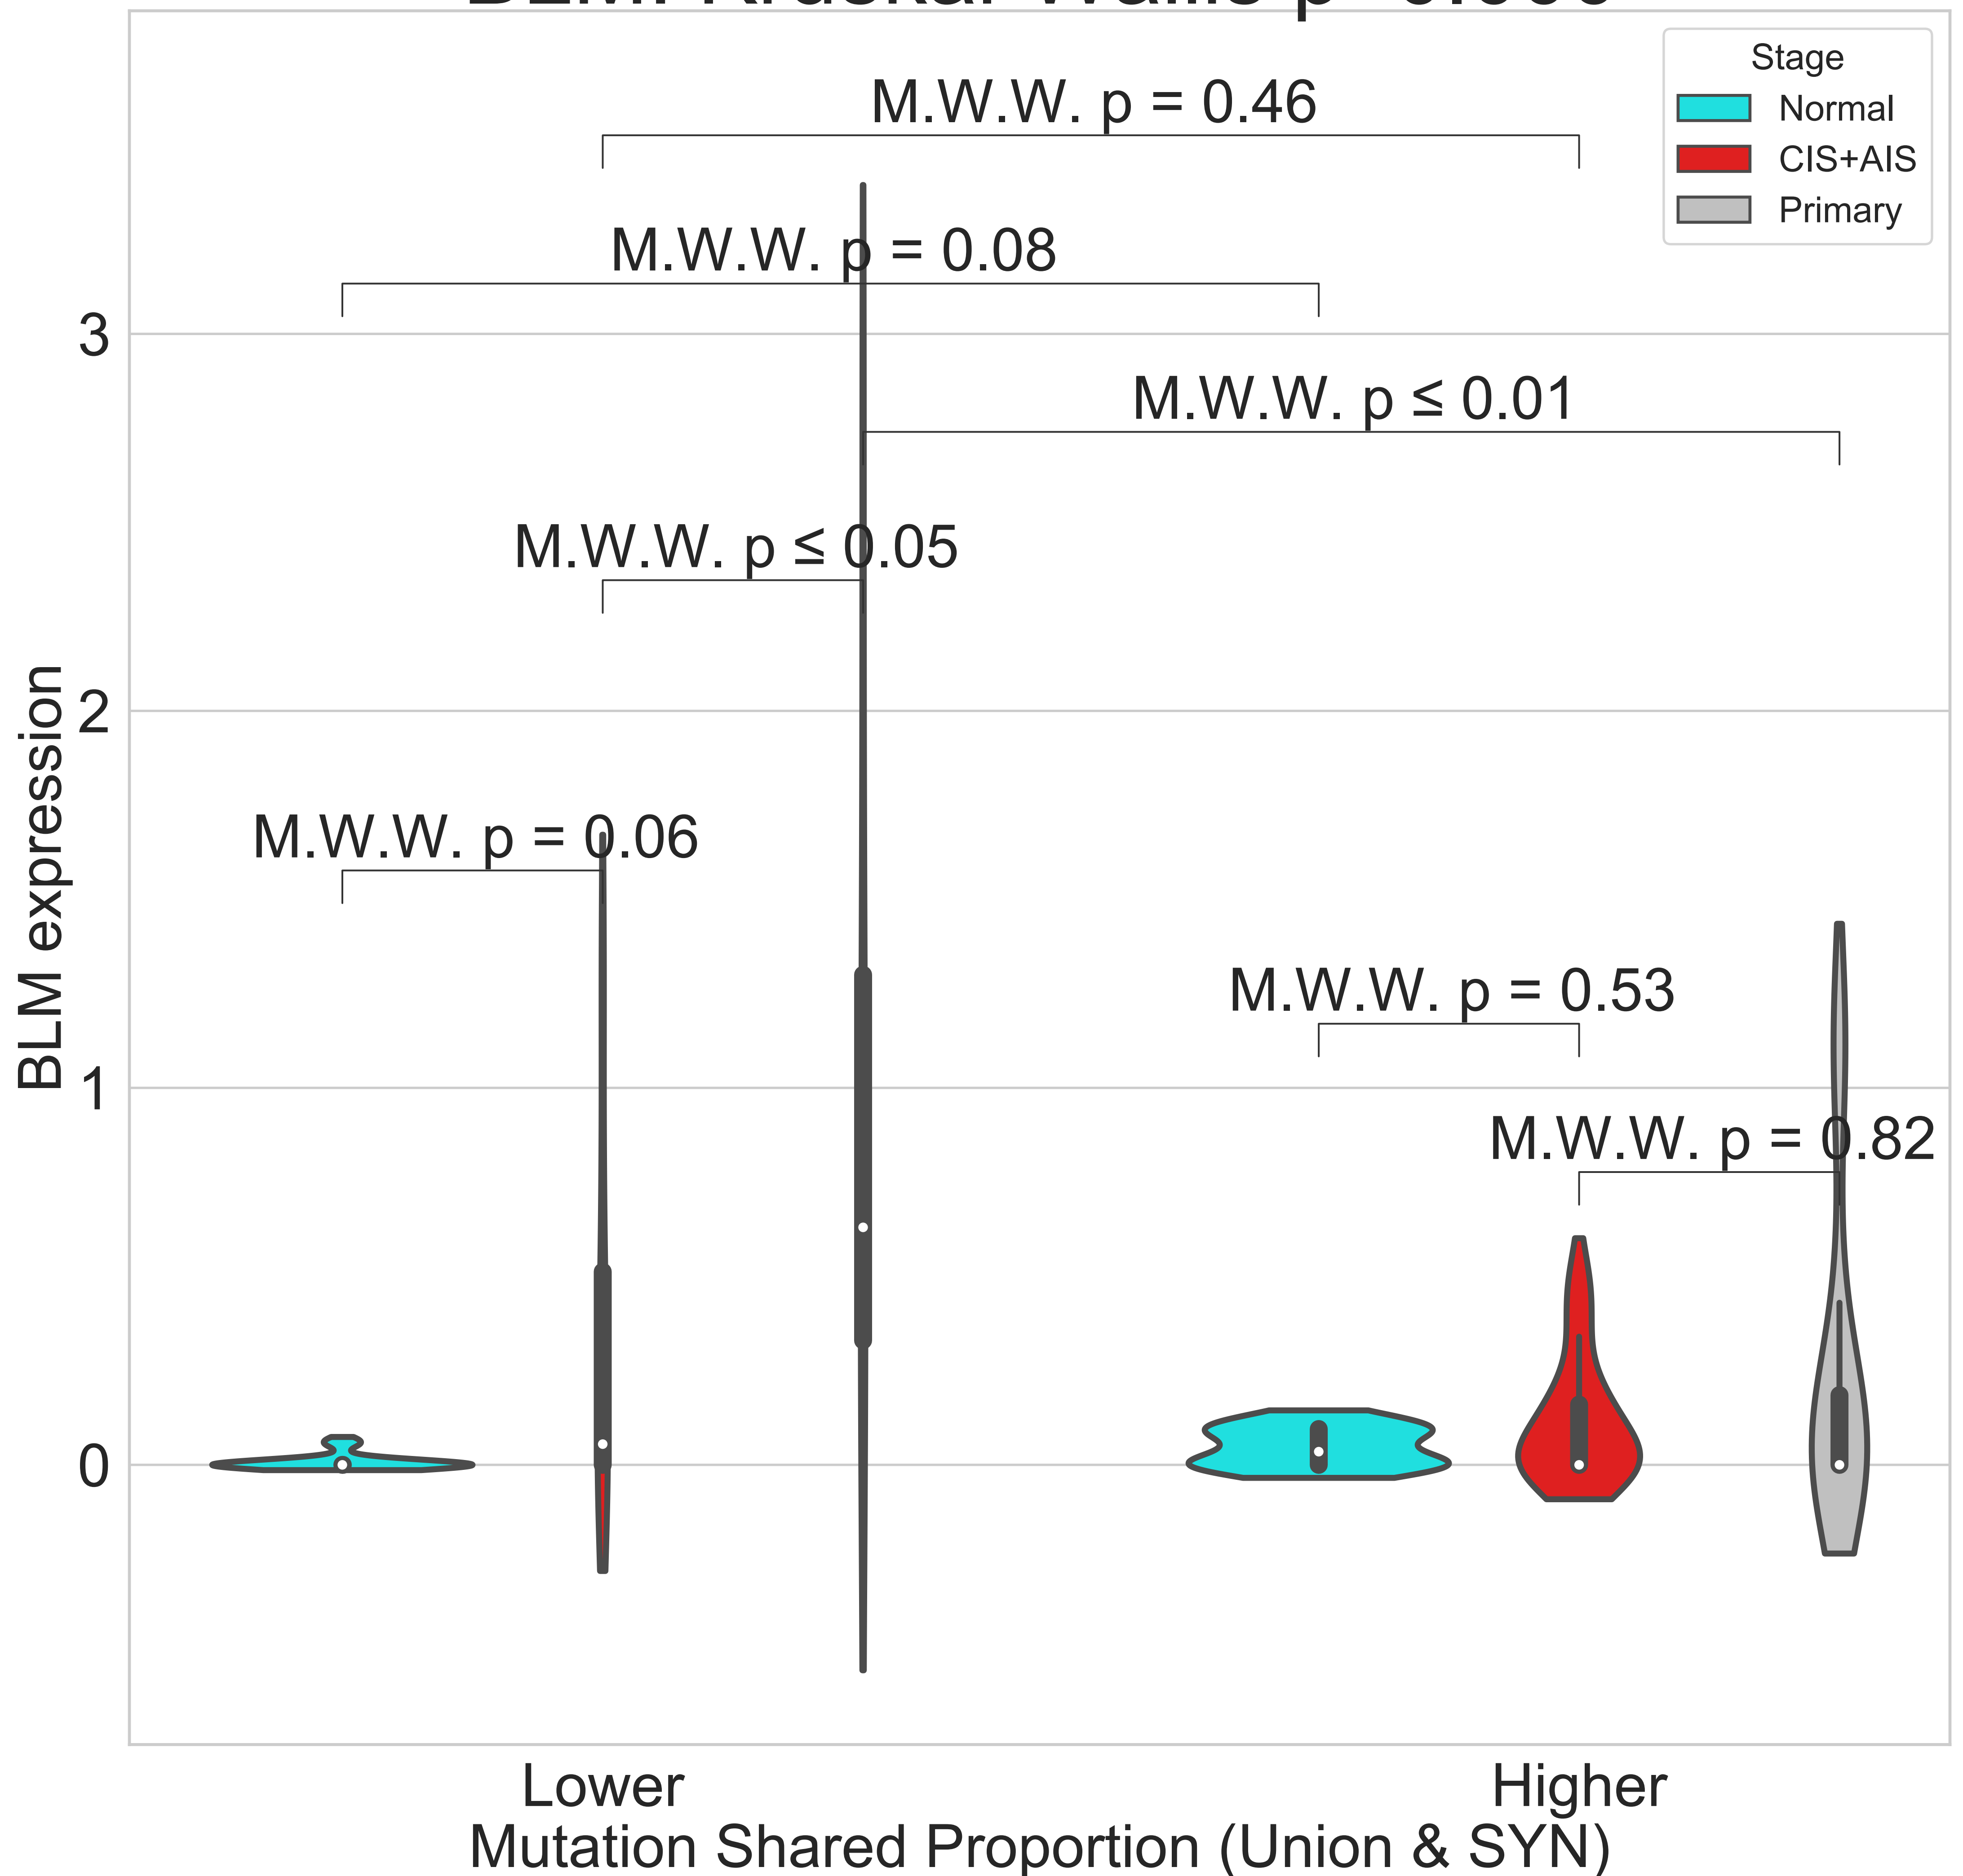 Stage
Normal
CIS+AIS
Primary
M.W.W. p = 0.46
M.W.W. p = 0.08
M.W.W. p ≤ 0.01
M.W.W. p ≤ 0.05
M.W.W. p = 0.06
M.W.W. p = 0.53
M.W.W. p = 0.82
BLM expression
3
2
1
0
Lower
Higher
Mutation Shared Proportion (Union & SYN)